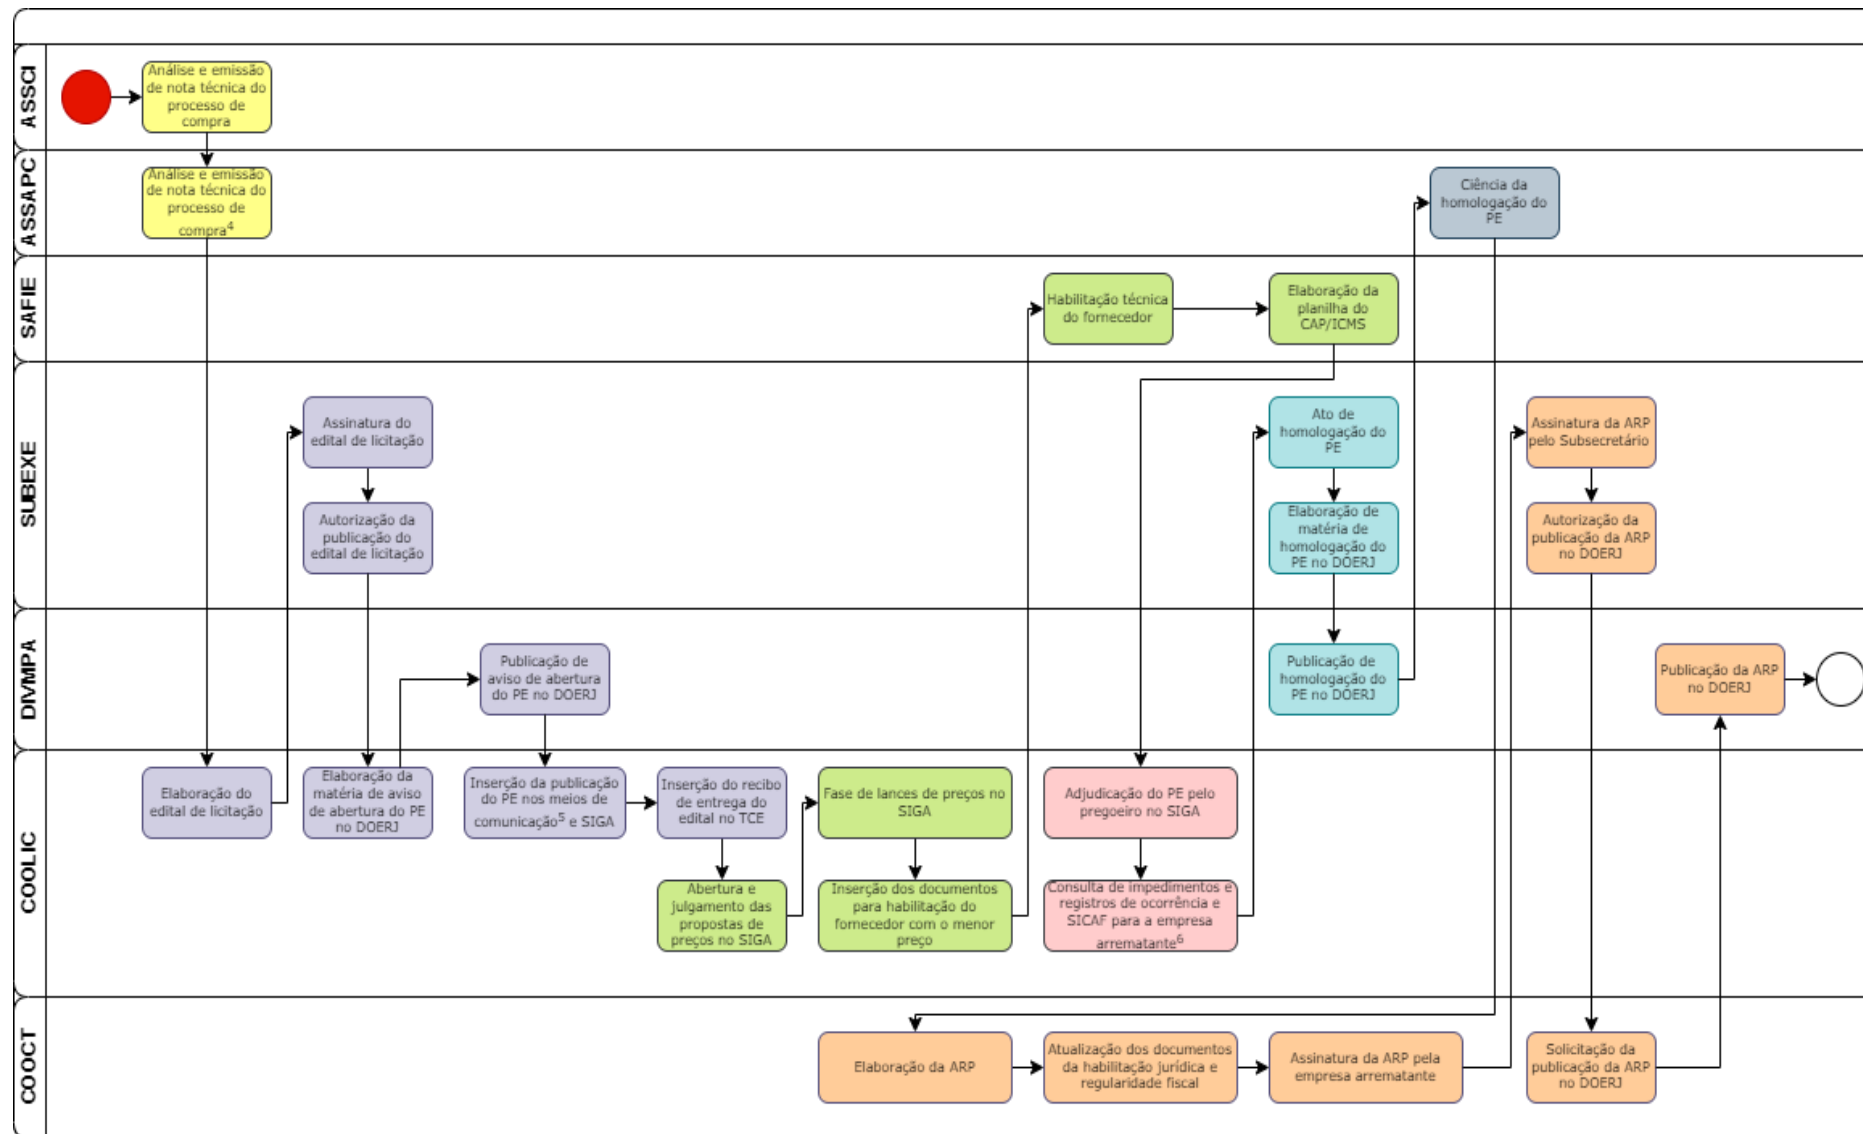 ASSCI
Análise e emissão
de nota técnica do
processo de
compra
ASSAPC
Análise e emissão
de nota técnica do
processo de
compra⁴
Ciência da
homologação do
PE
SAFIE
Habilitação técnica
do fornecedor
Elaboração da
planilha do
CAP/ICMS
SUBEXE
Assinatura do
edital de licitação
Ato de
homologação do
PE
Assinatura da ARP
pelo Subsecretário
Autorização da
publicação do
edital de licitação
Elaboração de
matéria de
homologação do
PE no DOERJ
Autorização da
publicação da ARP
no DOERJ
DIVMPA
Publicação de
aviso de abertura
do PE no DOERJ
Publicação de
homologação do
PE no DOERJ
Publicação da ARP
no DOERJ
COOLIC
Elaboração do
edital de licitação
Elaboração da
matéria de aviso
de abertura do PE
no DOERJ
Inserção da publicação
do PE nos meios de
comunicação⁵ e SIGA
Inserção do recibo
de entrega do
edital no TCE
Fase de lances de preços no
SIGA
Adjudicação do PE pelo
pregoeiro no SIGA
Abertura e
julgamento das
propostas de
preços no SIGA
Inserção dos documentos
para habilitação do
fornecedor com o menor
preço
Consulta de impedimentos e
registros de ocorrência e
SICAF para a empresa
arrematante⁶
COOCT
Elaboração da ARP
Atualização dos documentos
da habilitação jurídica e
regularidade fiscal
Assinatura da ARP pela
empresa arrematante
Solicitação da
publicação da ARP
no DOERJ